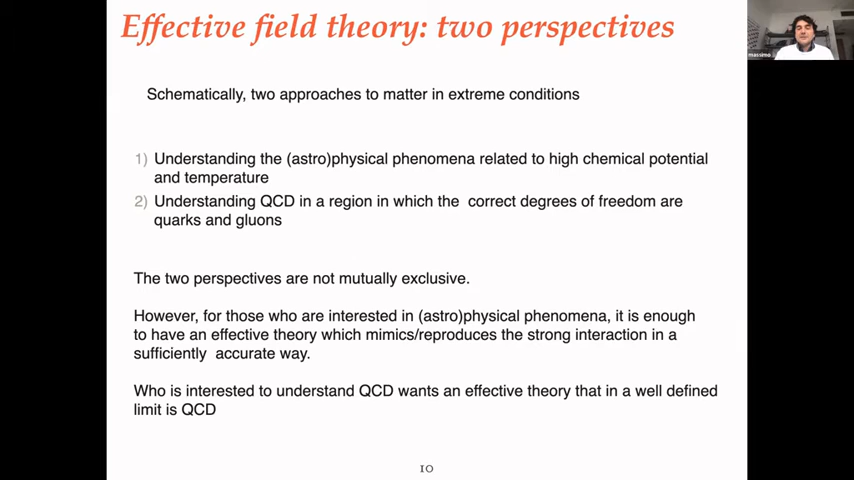 Effective field theory: two perspectives
massimo
Schematically, two approaches to matter in extreme conditions
1) Understanding the (astro)physical phenomena related to high chemical potential
and temperature
2) Understanding QCD in a region in which the correct degrees of freedom are
quarks and gluons
The two perspectives are not mutually exclusive.
However, for those who are interested in (astro)physical phenomena, it is enough
to have an effective theory which mimics/reproduces the strong interaction in a
sufficiently accurate way.
Who is interested to understand QCD wants an effective theory that in a well defined
limit is QCD
10